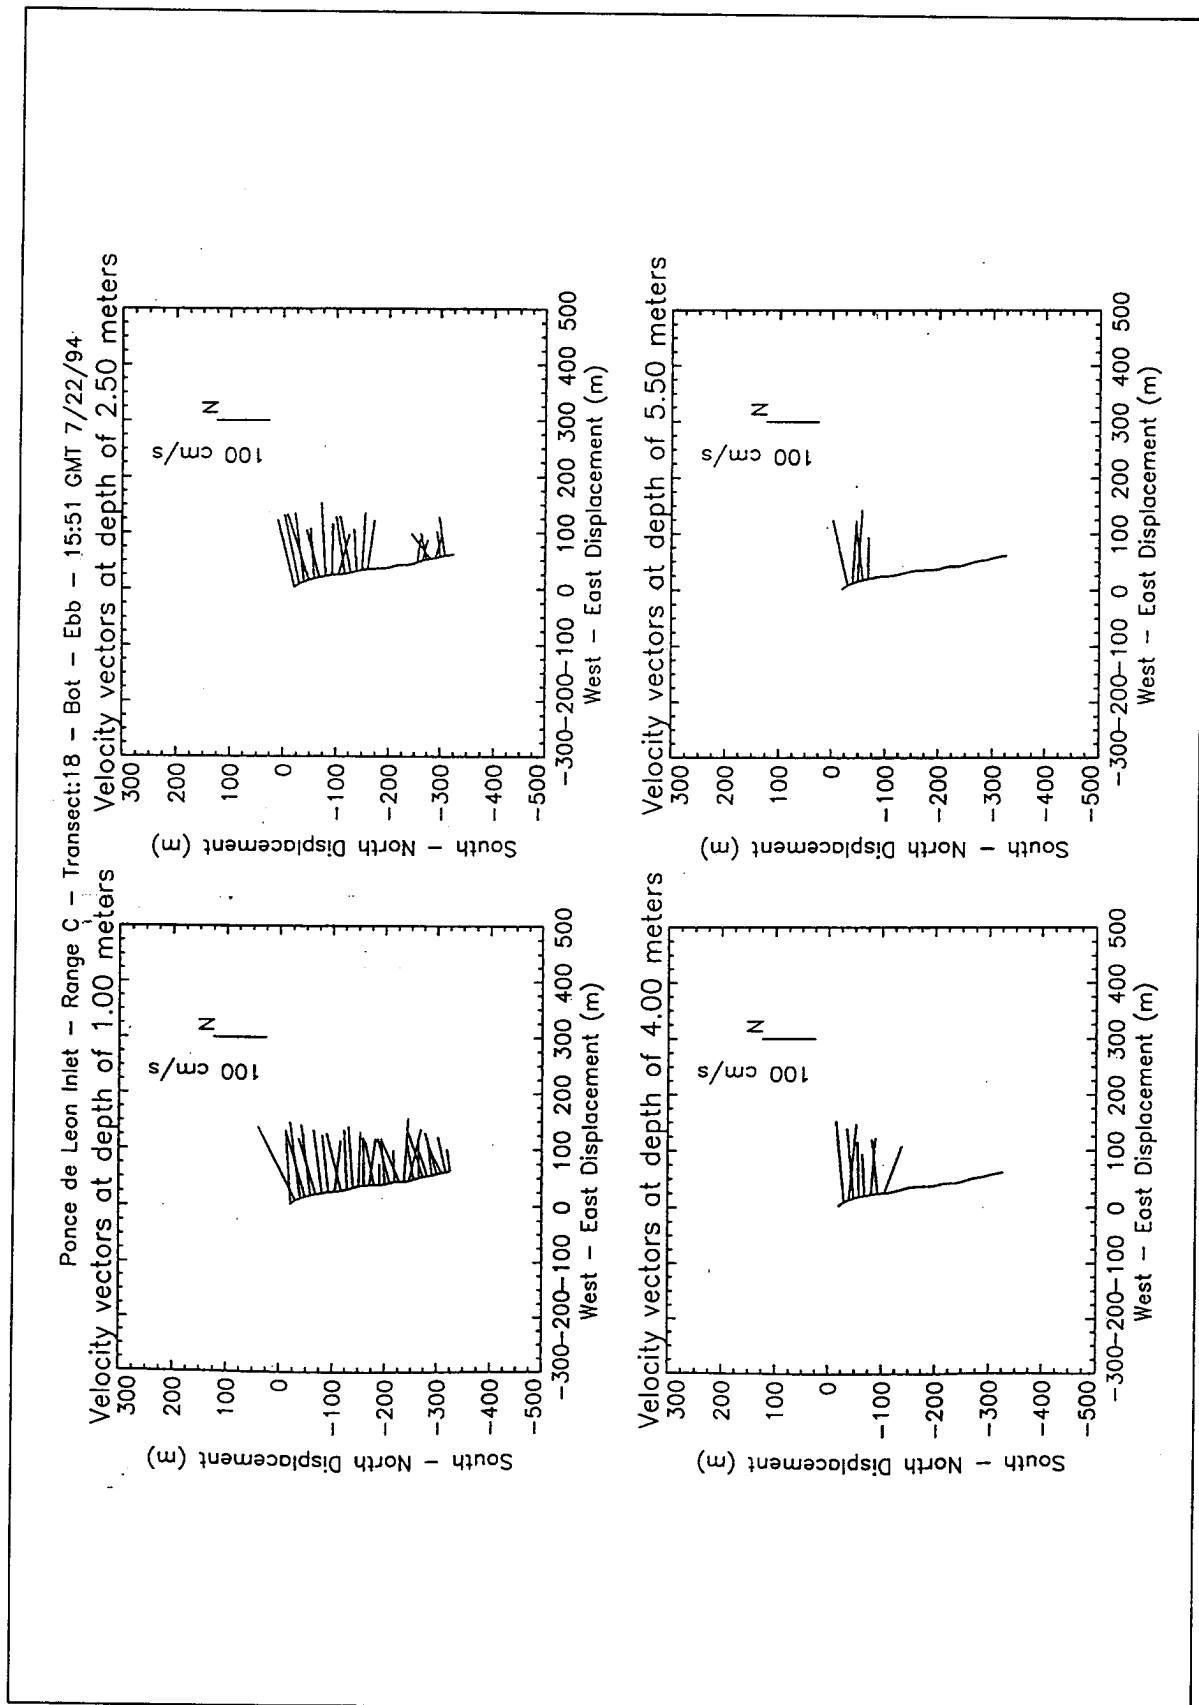 Ponce de Leon Inlet – Range C – Transect:18 – Bot – Ebb – 15:51 GMT 7/22/94
Velocity vectors at depth of 1.00 meters
300
200
100
0
-100
-200
-300
-400
-500
South – North Displacement (m)
100 cm/s
N
-300-200-100 0 100 200 300 400 500
West – East Displacement (m)
Velocity vectors at depth of 2.50 meters
300
200
100
0
-100
-200
-300
-400
-500
South – North Displacement (m)
100 cm/s
N
-300-200-100 0 100 200 300 400 500
West – East Displacement (m)
Velocity vectors at depth of 4.00 meters
300
200
100
0
-100
-200
-300
-400
-500
South – North Displacement (m)
100 cm/s
N
-300-200-100 0 100 200 300 400 500
West – East Displacement (m)
Velocity vectors at depth of 5.50 meters
300
200
100
0
-100
-200
-300
-400
-500
South – North Displacement (m)
100 cm/s
N
-300-200-100 0 100 200 300 400 500
West – East Displacement (m)